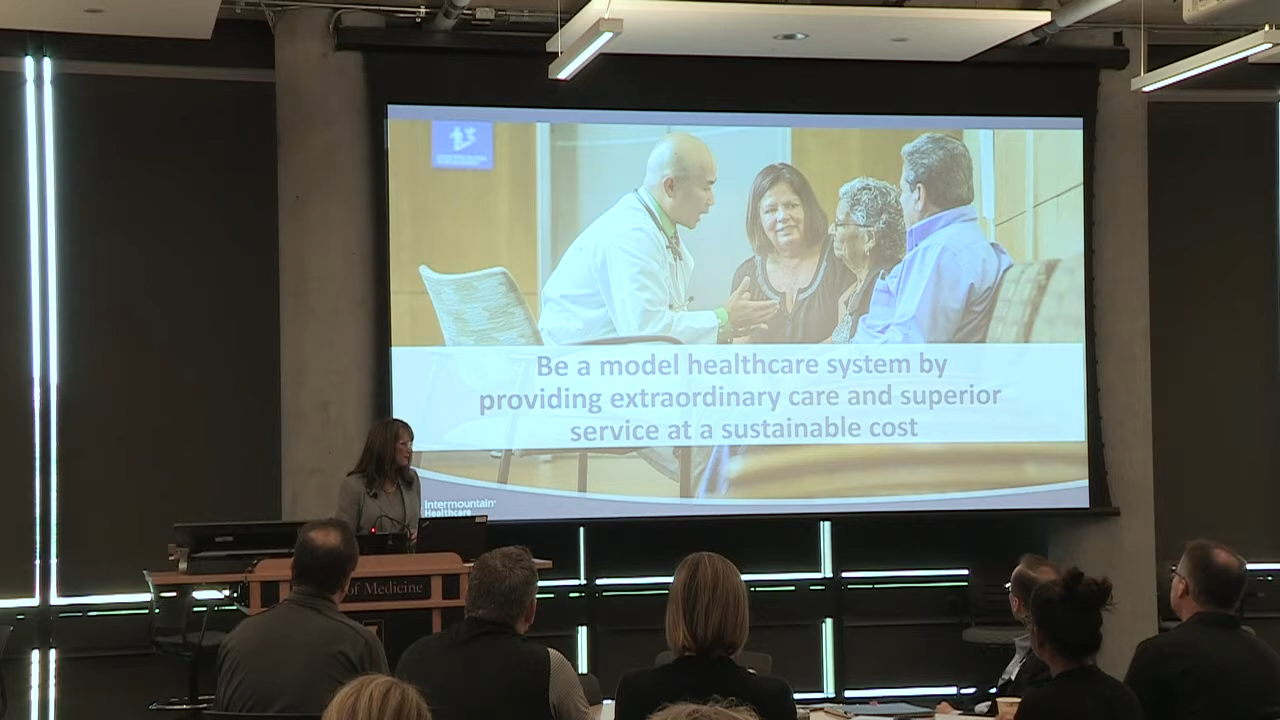 Be a model healthcare system by
providing extraordinary care and superior
service at a sustainable cost
Intermountain
Healthcare
of Medicine